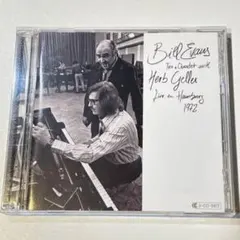 Bill Evans
Trio & Quartet with
Herb Geller
Live in Hamburg
1972